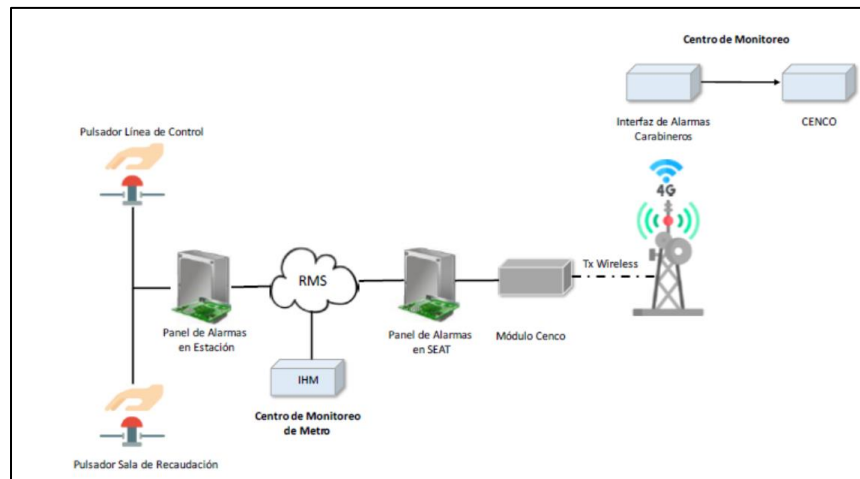 Centro de Monitoreo
Interfaz de Alarmas
Carabineros
CENCO
Pulsador Línea de Control
4G
RMS
Tx Wireless
Panel de Alarmas
en Estación
Panel de Alarmas
en SEAT
Módulo Cenco
IHM
Centro de Monitoreo
de Metro
Pulsador Sala de Recaudación